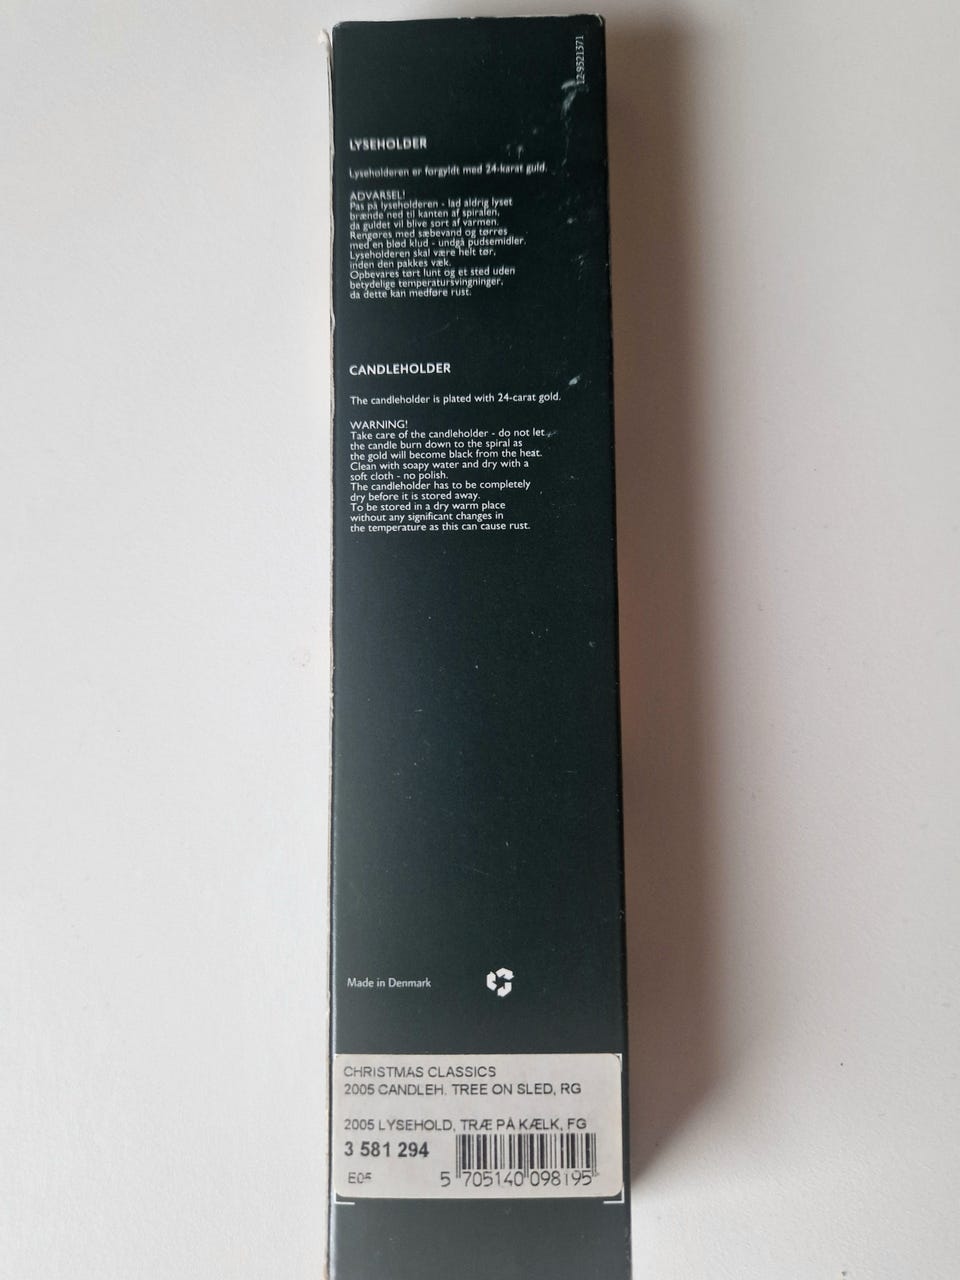 12-9521371
LYSEHOLDER
Lyseholderen er forgyldt med 24-karat guld.
ADVARSEL!
Pas på lyseholderen - lad aldrig lyset
brænde ned til kanten af spiralen,
da guldet vil blive sort af varmen.
Rengøres med sæbevand og tørres
med en blød klud - undgå pudsemidler.
Lyseholderen skal være helt tør,
inden den pakkes væk.
Opbevares tørt lunt og et sted uden
betydelige temperatursvingninger,
da dette kan medføre rust.
CANDLEHOLDER
The candleholder is plated with 24-carat gold.
WARNING!
Take care of the candleholder - do not let
the candle burn down to the spiral as
the gold will become black from the heat.
Clean with soapy water and dry with a
soft cloth - no polish.
The candleholder has to be completely
dry before it is stored away.
To be stored in a dry warm place
without any significant changes in
the temperature as this can cause rust.
Made in Denmark
CHRISTMAS CLASSICS
2005 CANDLEH. TREE ON SLED, RG
2005 LYSEHOLD, TRÆ PÅ KÆLK, FG
3 581 294
E05
5 705140 098195